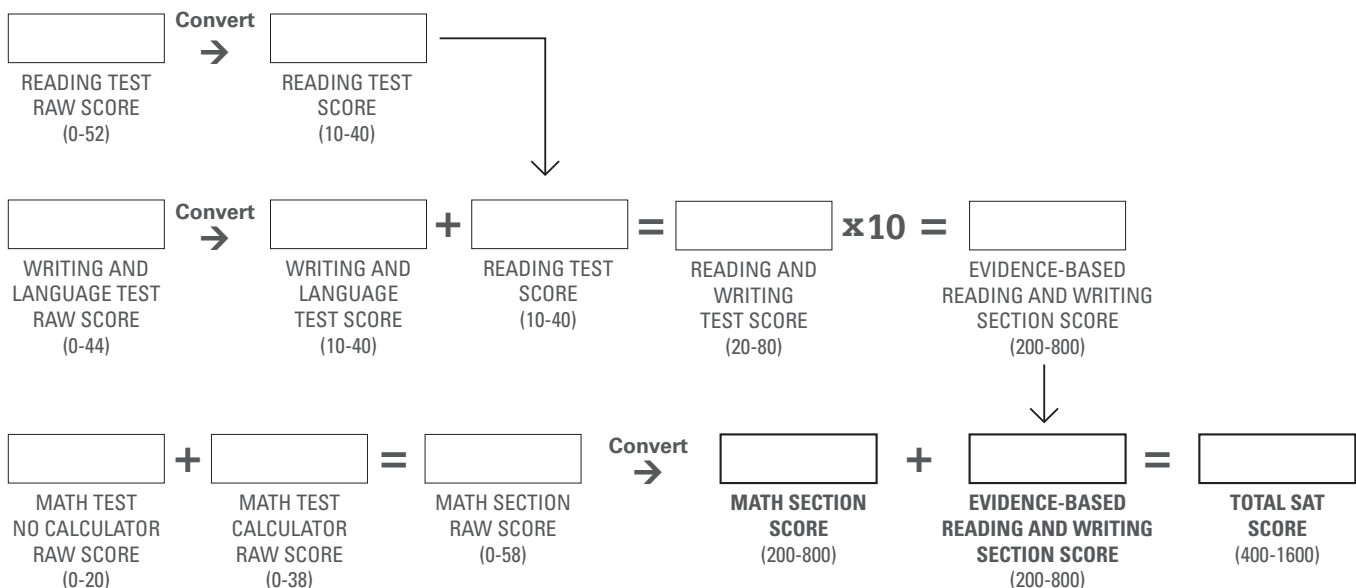 Convert
→
READING TEST
RAW SCORE
(0-52)
READING TEST
SCORE
(10-40)
Convert
→
+
=
x10 =
WRITING AND
LANGUAGE TEST
RAW SCORE
(0-44)
WRITING AND
LANGUAGE
TEST SCORE
(10-40)
READING TEST
SCORE
(10-40)
READING AND
WRITING
TEST SCORE
(20-80)
EVIDENCE-BASED
READING AND WRITING
SECTION SCORE
(200-800)
+
=
Convert
→
+
=
MATH TEST
NO CALCULATOR
RAW SCORE
(0-20)
MATH TEST
CALCULATOR
RAW SCORE
(0-38)
MATH SECTION
RAW SCORE
(0-58)
MATH SECTION
SCORE
(200-800)
EVIDENCE-BASED
READING AND WRITING
SECTION SCORE
(200-800)
TOTAL SAT
SCORE
(400-1600)